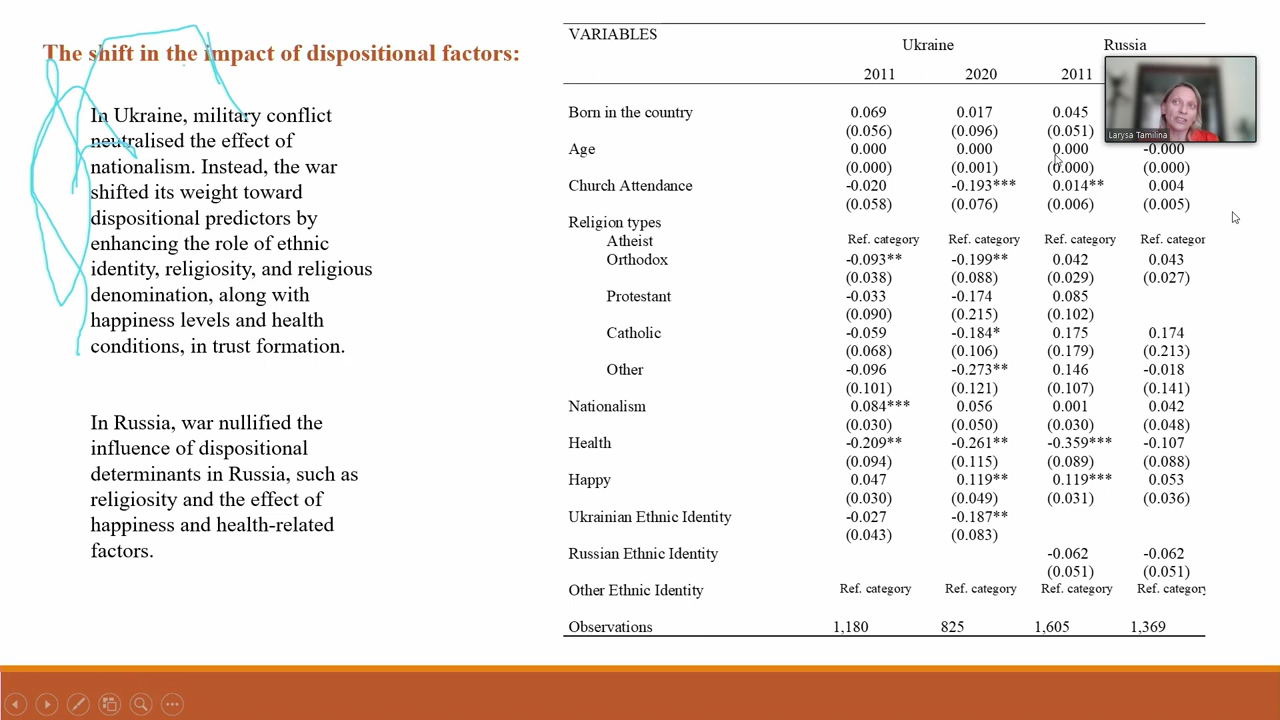 The shift in the impact of dispositional factors:
In Ukraine, military conflict
neutralised the effect of
nationalism. Instead, the war
shifted its weight toward
dispositional predictors by
enhancing the role of ethnic
identity, religiosity, and religious
denomination, along with
happiness levels and health
conditions, in trust formation.
In Russia, war nullified the
influence of dispositional
determinants in Russia, such as
religiosity and the effect of
happiness and health-related
factors.
VARIABLES
Ukraine Russia
2011 2020 2011
Born in the country 0.069 0.017 0.045
(0.056) (0.096) (0.051)
Age 0.000 0.000 0.000 -0.000
(0.000) (0.001) (0.000) (0.000)
Church Attendance -0.020 -0.193*** 0.014** 0.004
(0.058) (0.076) (0.006) (0.005)
Religion types
Atheist Ref. category Ref. category Ref. category Ref. categor
Orthodox -0.093** -0.199** 0.042 0.043
(0.038) (0.088) (0.029) (0.027)
Protestant -0.033 -0.174 0.085
(0.090) (0.215) (0.102)
Catholic -0.059 -0.184* 0.175 0.174
(0.068) (0.106) (0.179) (0.213)
Other -0.096 -0.273** 0.146 -0.018
(0.101) (0.121) (0.107) (0.141)
Nationalism 0.084*** 0.056 0.001 0.042
(0.030) (0.050) (0.030) (0.048)
Health -0.209** -0.261** -0.359*** -0.107
(0.094) (0.115) (0.089) (0.088)
Happy 0.047 0.119** 0.119*** 0.053
(0.030) (0.049) (0.031) (0.036)
Ukrainian Ethnic Identity -0.027 -0.187**
(0.043) (0.083)
Russian Ethnic Identity -0.062 -0.062
(0.051) (0.051)
Other Ethnic Identity Ref. category Ref. category Ref. category Ref. category
Observations 1,180 825 1,605 1,369
Larysa Tamilina